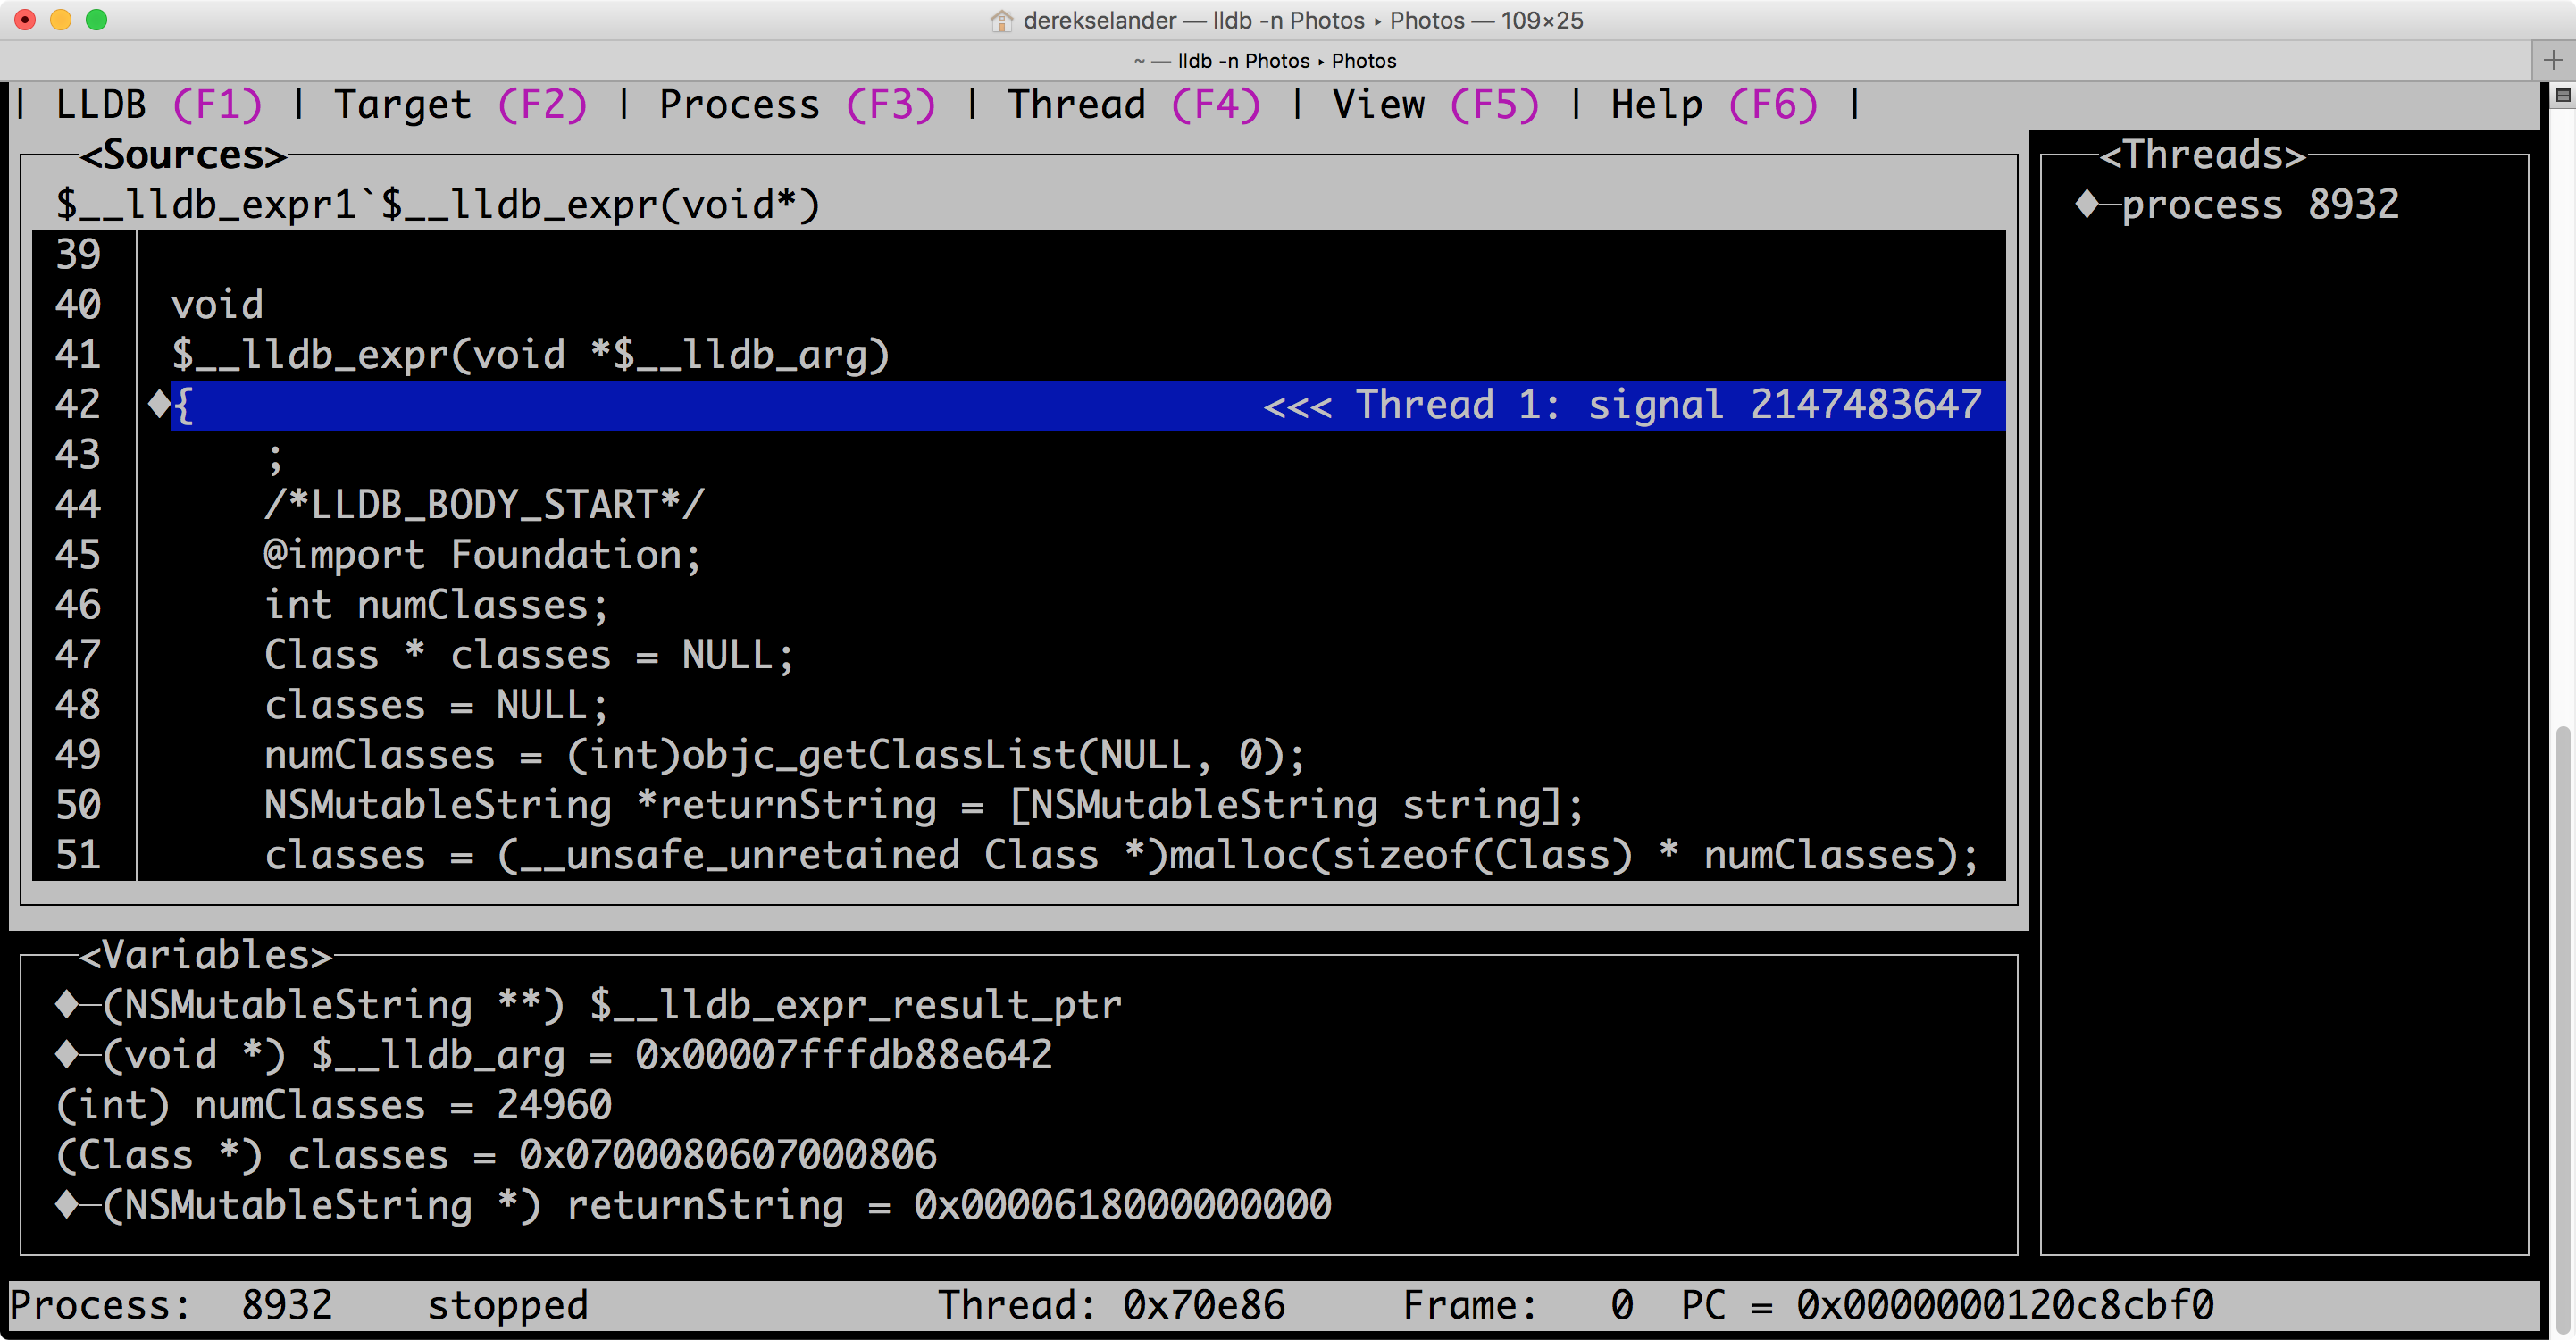 derekselander — lldb -n Photos ▸ Photos — 109×25
~ — lldb -n Photos ▸ Photos
| LLDB (F1) | Target (F2) | Process (F3) | Thread (F4) | View (F5) | Help (F6) |
<Sources>
$__lldb_expr1`$__lldb_expr(void*)
39
40 void
41 $__lldb_expr(void *$__lldb_arg)
42 ◆{ <<< Thread 1: signal 2147483647
43 ;
44 /*LLDB_BODY_START*/
45 @import Foundation;
46 int numClasses;
47 Class * classes = NULL;
48 classes = NULL;
49 numClasses = (int)objc_getClassList(NULL, 0);
50 NSMutableString *returnString = [NSMutableString string];
51 classes = (__unsafe_unretained Class *)malloc(sizeof(Class) * numClasses);
<Threads>
◆─process 8932
<Variables>
◆─(NSMutableString **) $__lldb_expr_result_ptr
◆─(void *) $__lldb_arg = 0x00007fffdb88e642
(int) numClasses = 24960
(Class *) classes = 0x0700080607000806
◆─(NSMutableString *) returnString = 0x0000618000000000
Process: 8932 stopped Thread: 0x70e86 Frame: 0 PC = 0x0000000120c8cbf0